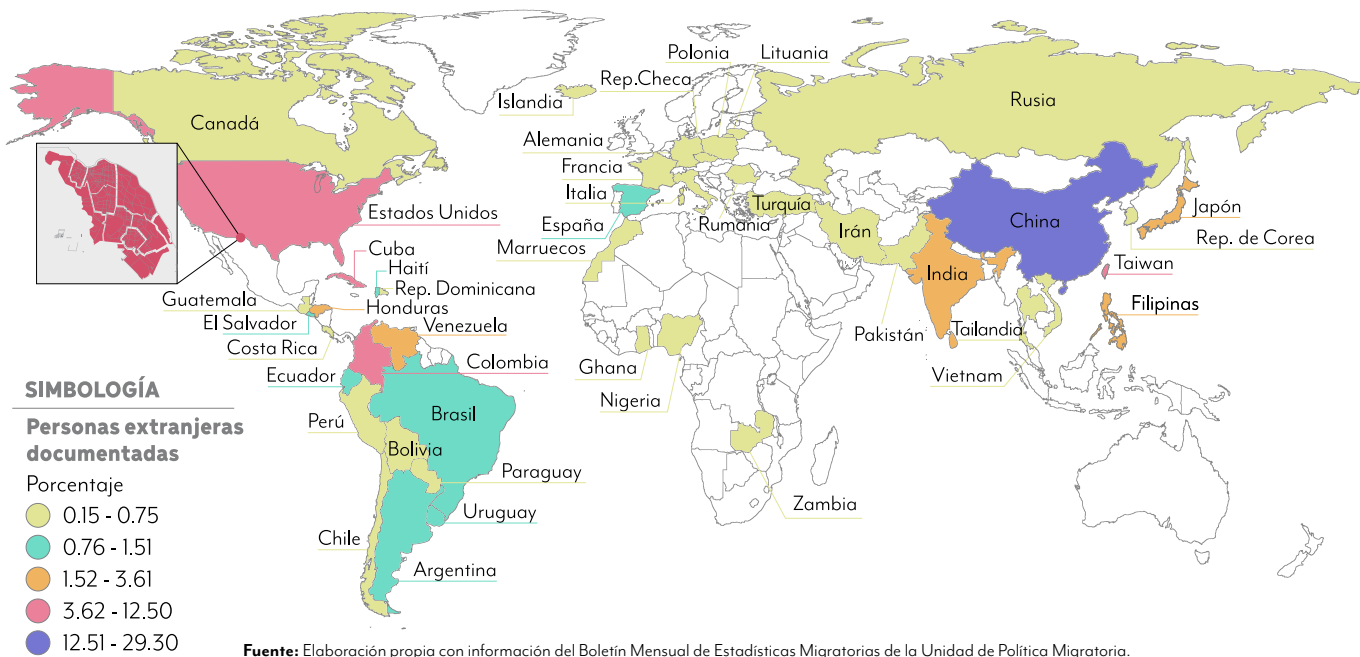 Polonia
Lituania
Rep.Checa
Islandia
Rusia
Canadá
Alemania
Francia
Italia
España
Marruecos
Turquía
Rumania
Irán
China
Japón
Rep. de Corea
Taiwan
India
Filipinas
Pakistán
Tailandia
Vietnam
Estados Unidos
Cuba
Haití
Rep. Dominicana
Guatemala
Honduras
El Salvador
Venezuela
Costa Rica
Colombia
Ecuador
Ghana
Nigeria
Perú
Brasil
Bolivia
Paraguay
Zambia
Uruguay
Chile
Argentina
SIMBOLOGÍA
Personas extranjeras
documentadas
Porcentaje
0.15 - 0.75
0.76 - 1.51
1.52 - 3.61
3.62 - 12.50
12.51 - 29.30
Fuente: Elaboración propia con información del Boletín Mensual de Estadísticas Migratorias de la Unidad de Política Migratoria.